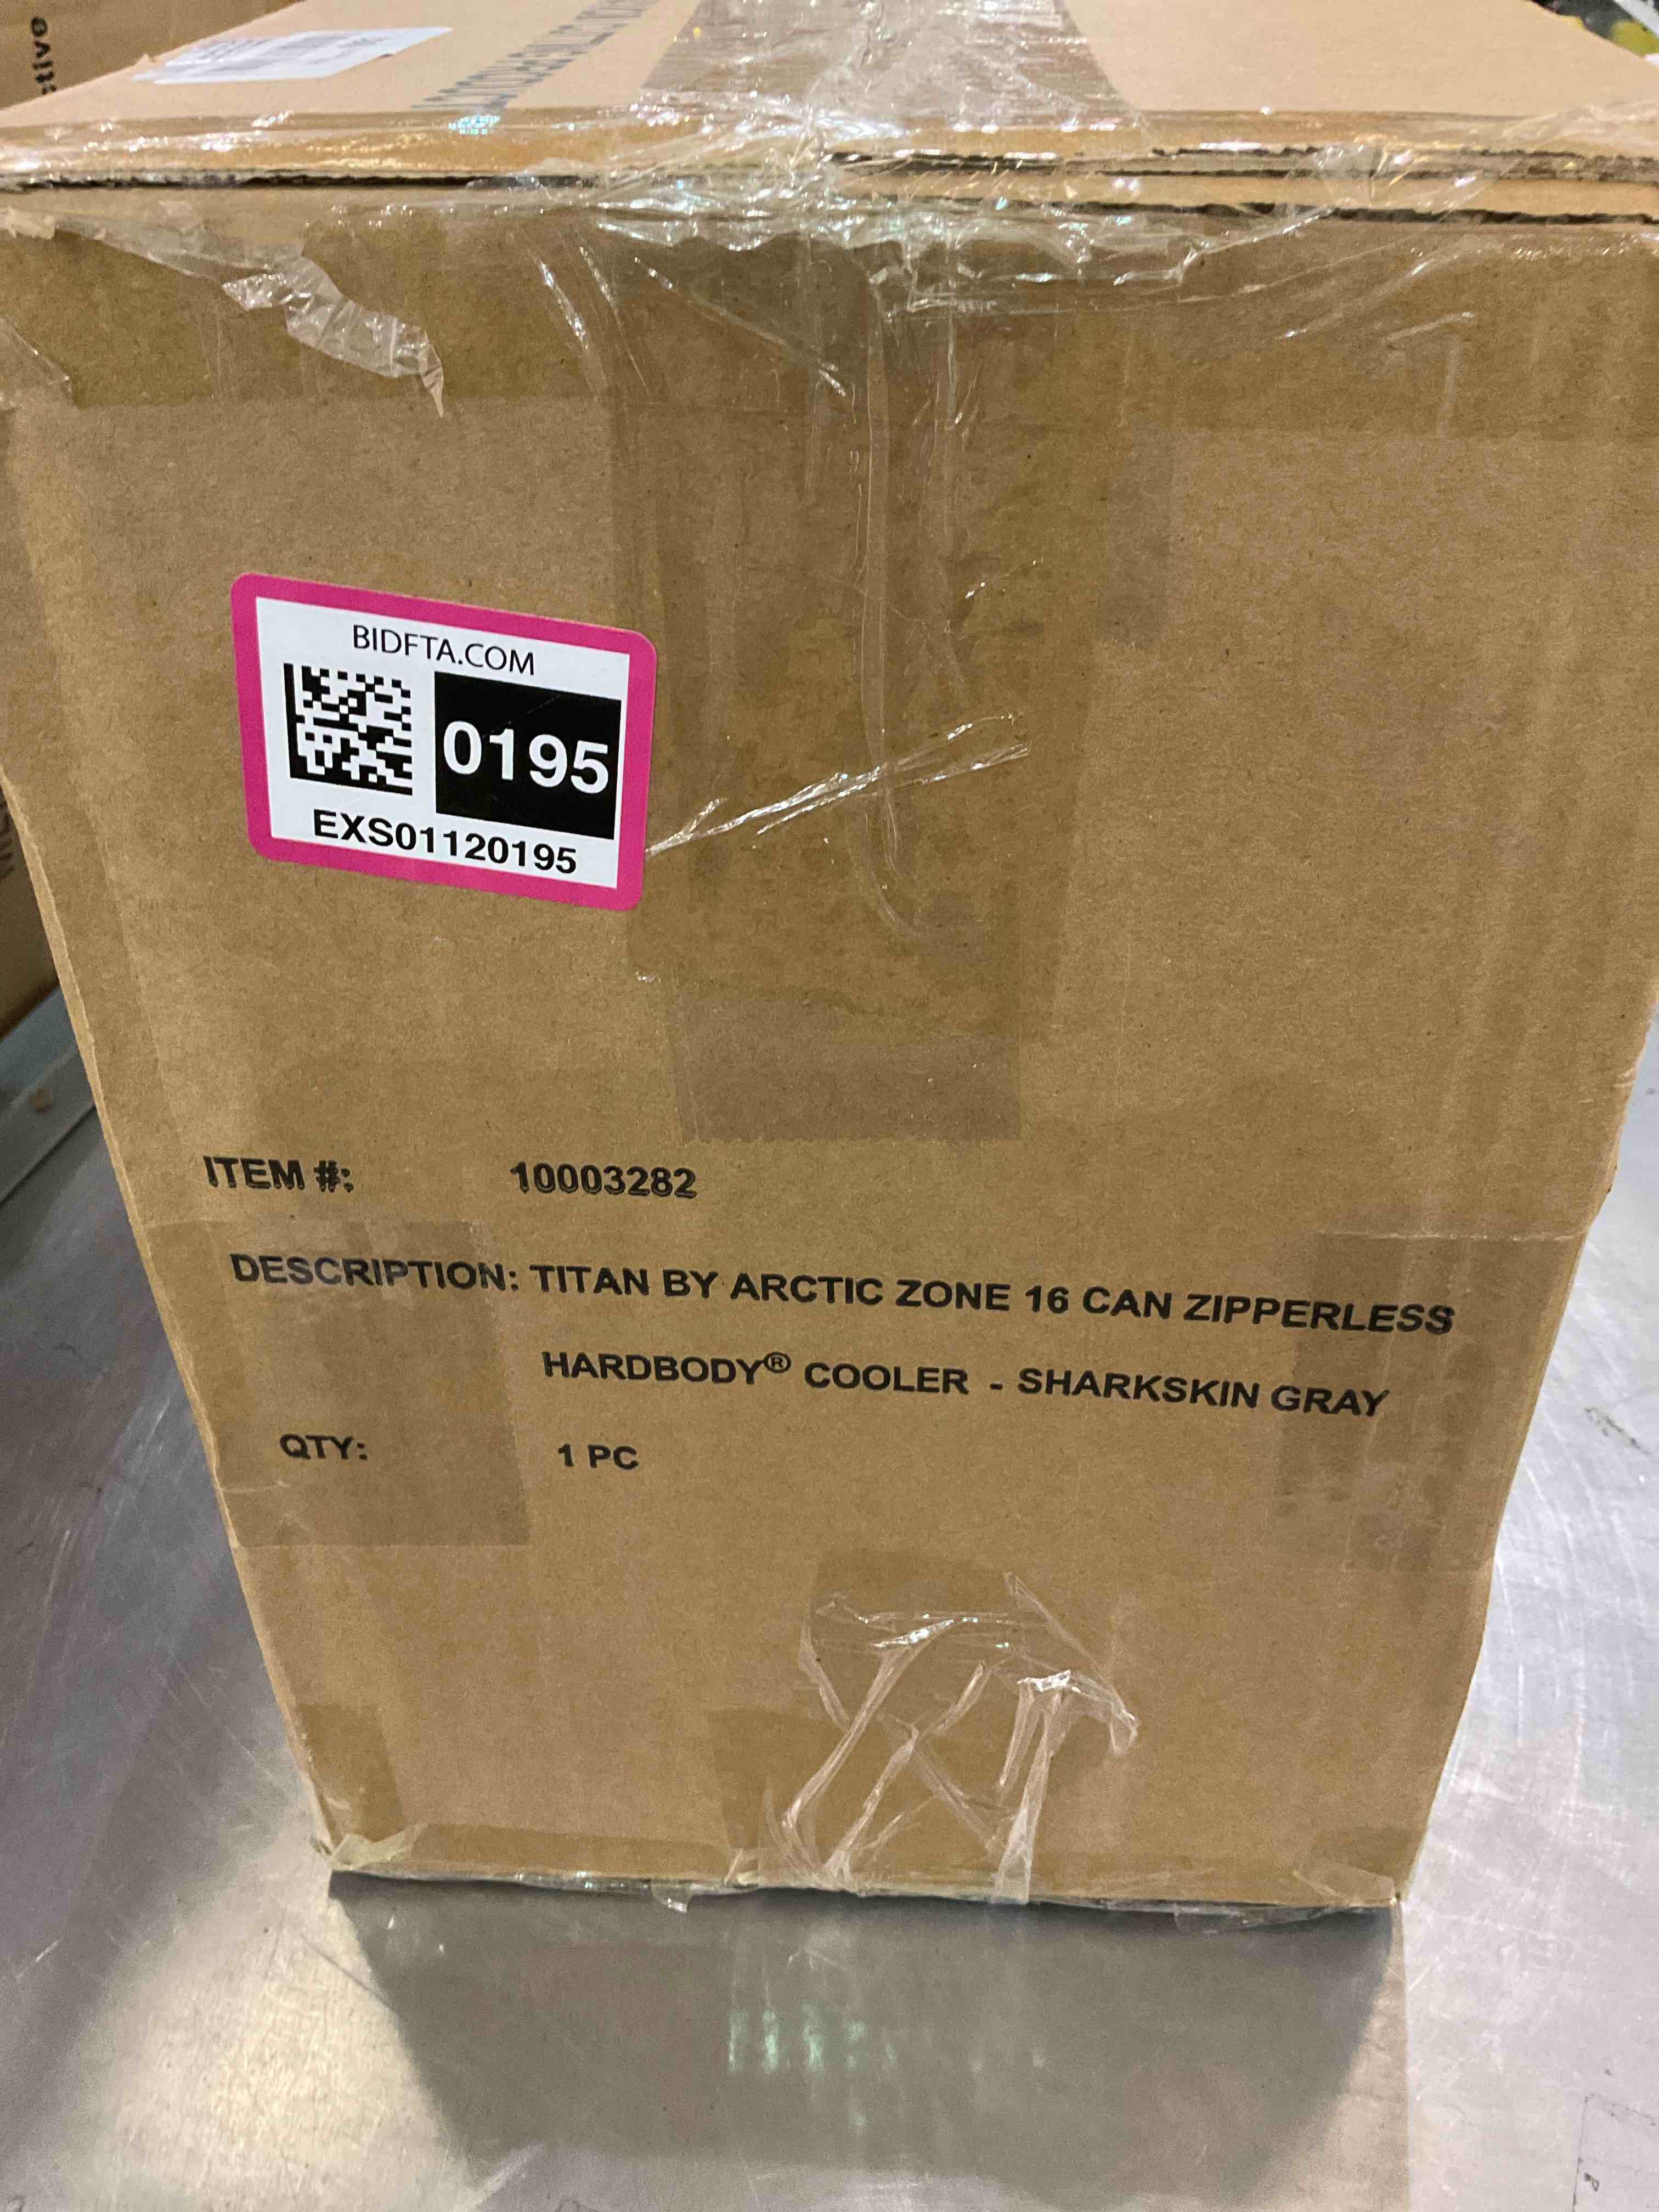 BIDFTA.COM
0195
EXS01120195
ITEM #: 10003282
DESCRIPTION: TITAN BY ARCTIC ZONE 16 CAN ZIPPERLESS
HARDBODY® COOLER - SHARKSKIN GRAY
QTY: 1 PC